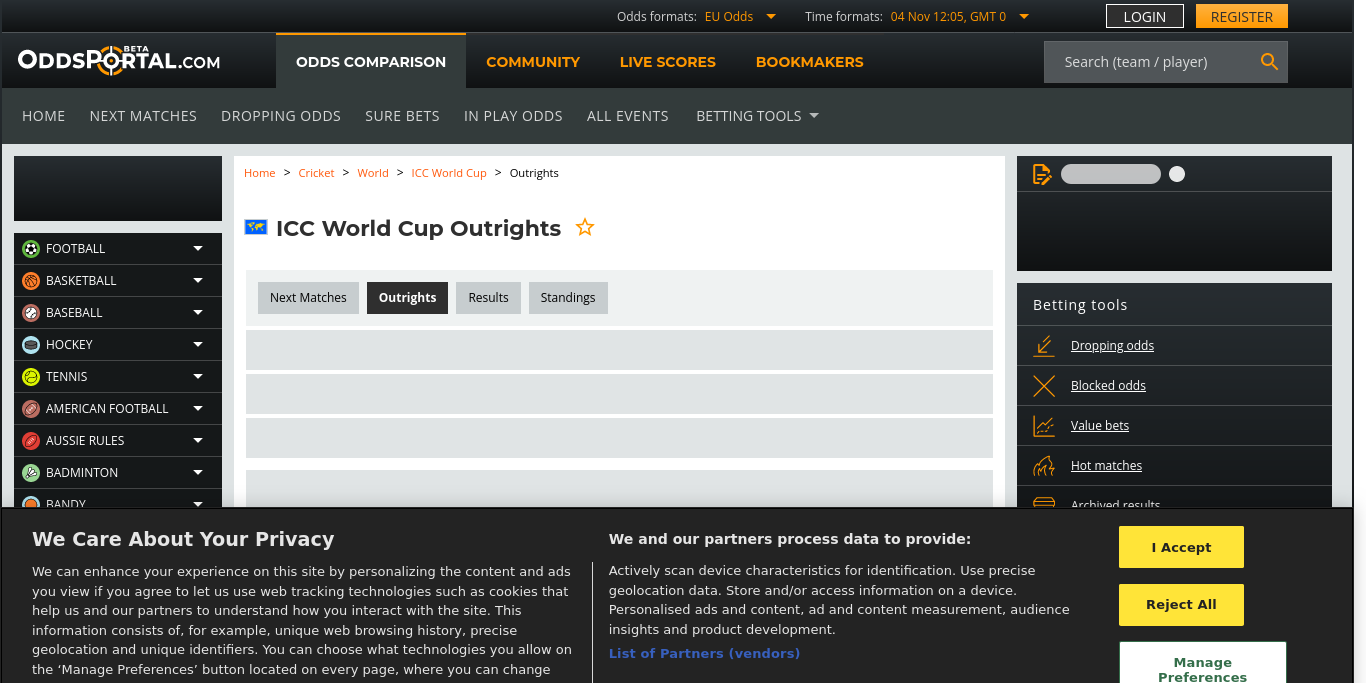 Odds formats: EU Odds Time formats: 04 Nov 12:05, GMT 0 LOGIN REGISTER
ODDSPORTAL.COM BETA ODDS COMPARISON COMMUNITY LIVE SCORES BOOKMAKERS Search (team / player)
HOME NEXT MATCHES DROPPING ODDS SURE BETS IN PLAY ODDS ALL EVENTS BETTING TOOLS
Home > Cricket > World > ICC World Cup > Outrights
ICC World Cup Outrights
Next Matches Outrights Results Standings
FOOTBALL
BASKETBALL
BASEBALL
HOCKEY
TENNIS
AMERICAN FOOTBALL
AUSSIE RULES
BADMINTON
BANDY
Betting tools
Dropping odds
Blocked odds
Value bets
Hot matches
Archived results
We Care About Your Privacy
We can enhance your experience on this site by personalizing the content and ads
you view if you agree to let us use web tracking technologies such as cookies that
help us and our partners to understand how you interact with the site. This
information consists of, for example, unique web browsing history, precise
geolocation and unique identifiers. You can choose what technologies you allow on
the ‘Manage Preferences’ button located on every page, where you can change
We and our partners process data to provide:
Actively scan device characteristics for identification. Use precise
geolocation data. Store and/or access information on a device.
Personalised ads and content, ad and content measurement, audience
insights and product development.
List of Partners (vendors)
I Accept
Reject All
Manage
Preferences